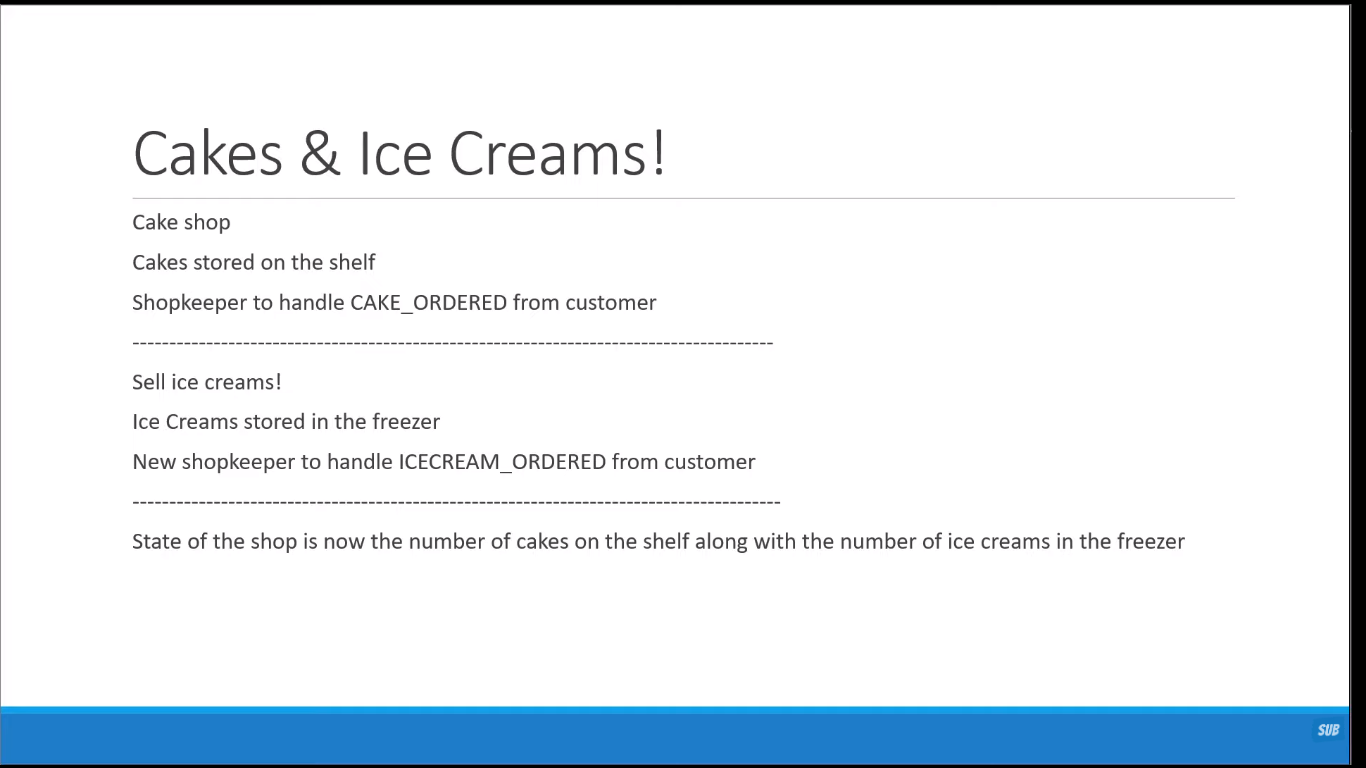 Cakes & Ice Creams!
Cake shop
Cakes stored on the shelf
Shopkeeper to handle CAKE_ORDERED from customer
---------------------------------------------------------------------------------------
Sell ice creams!
Ice Creams stored in the freezer
New shopkeeper to handle ICECREAM_ORDERED from customer
----------------------------------------------------------------------------------------
State of the shop is now the number of cakes on the shelf along with the number of ice creams in the freezer
SUB